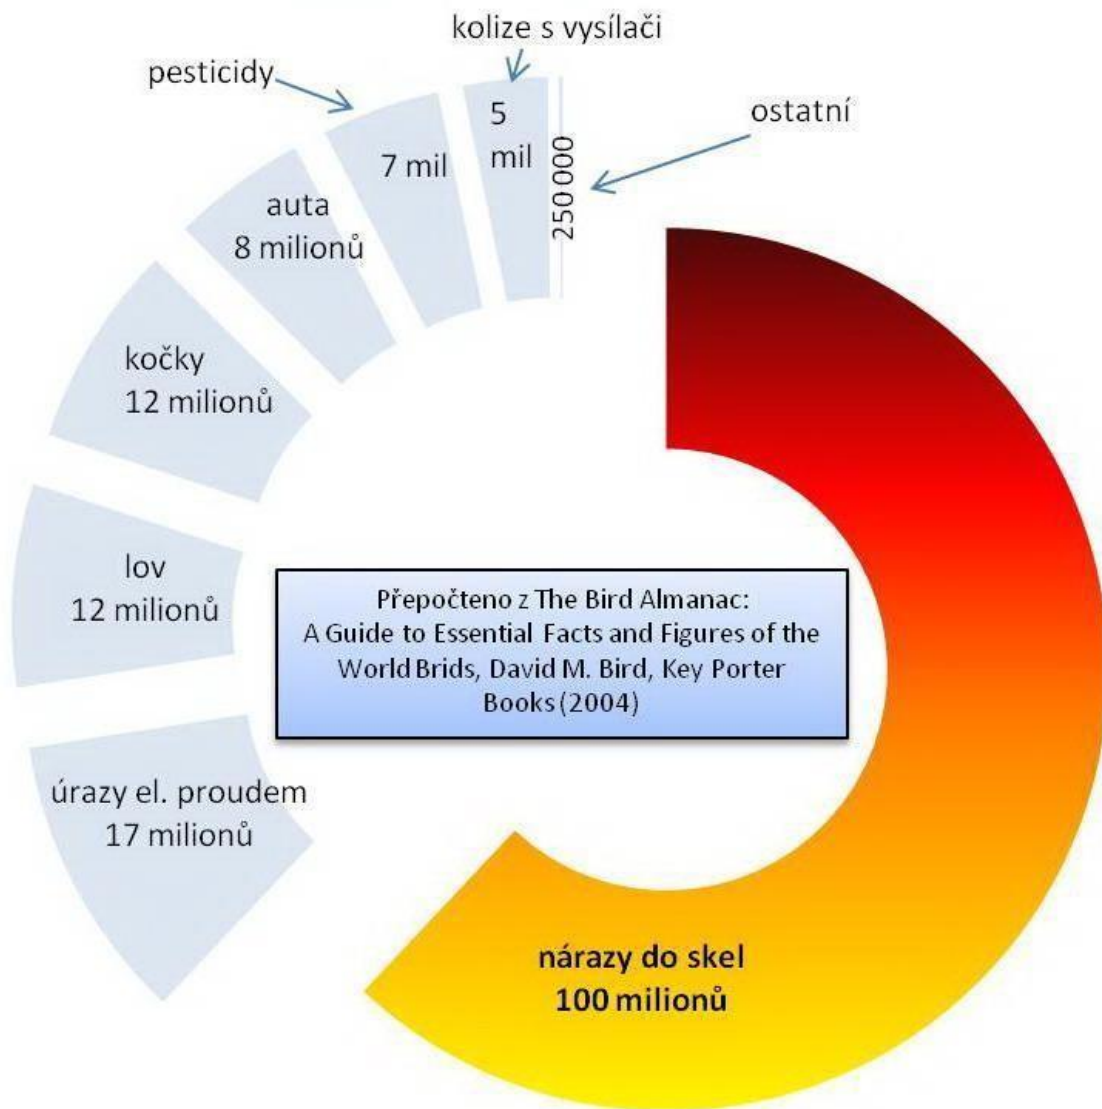 kolize s vysílači
pesticidy
ostatní
5
mil
7 mil
250 000
auta
8 milionů
kočky
12 milionů
lov
12 milionů
Přepočteno z The Bird Almanac:
A Guide to Essential Facts and Figures of the
World Brids, David M. Bird, Key Porter
Books (2004)
úrazy el. proudem
17 milionů
nárazy do skel
100 milionů